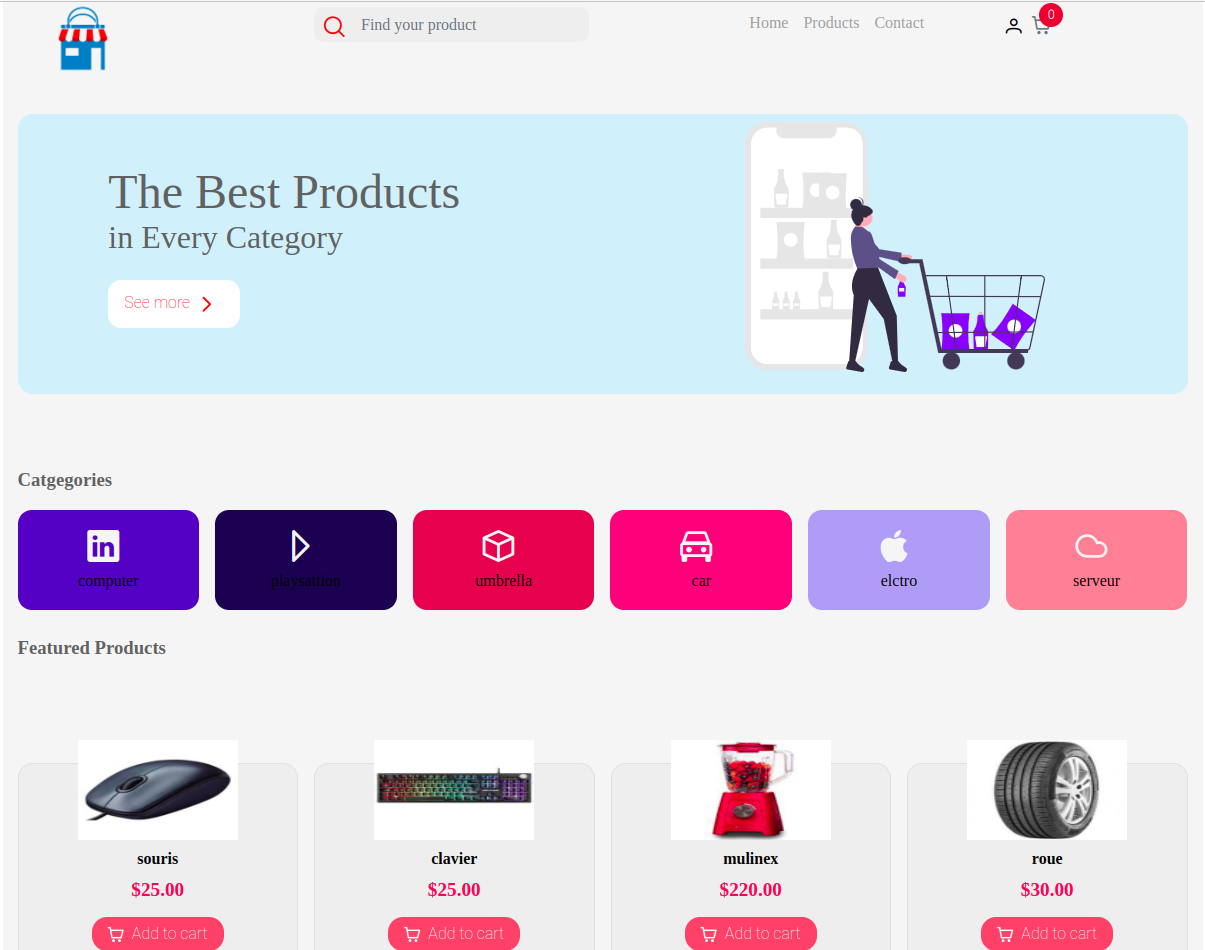 Find your product
Home Products Contact
0
The Best Products
in Every Category
See more
Catgegories
computer
playsattion
umbrella
car
elctro
serveur
Featured Products
souris
$25.00
Add to cart
clavier
$25.00
Add to cart
mulinex
$220.00
Add to cart
roue
$30.00
Add to cart